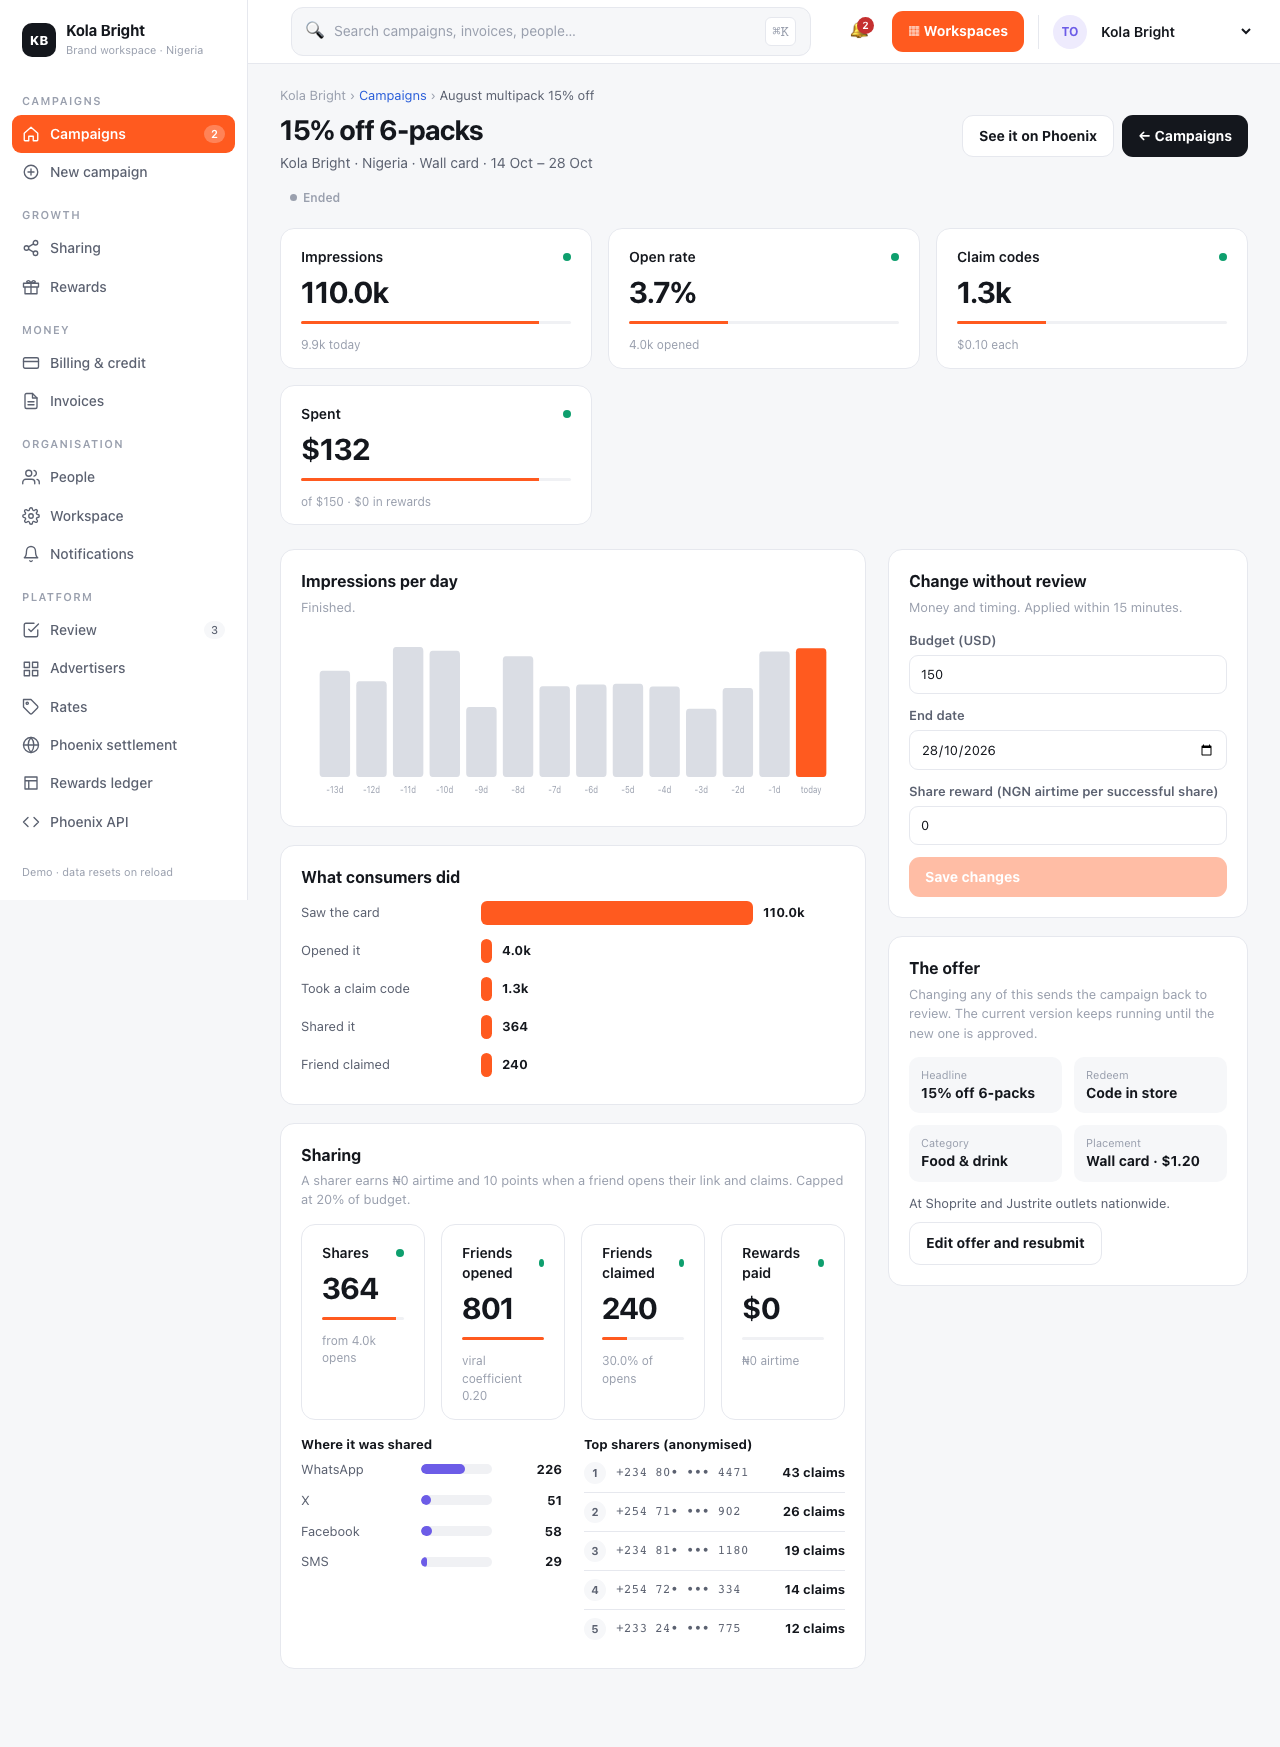 KB
Kola Bright
Brand workspace · Nigeria
CAMPAIGNS
Campaigns 2
New campaign
GROWTH
Sharing
Rewards
MONEY
Billing & credit
Invoices
ORGANISATION
People
Workspace
Notifications
PLATFORM
Review 3
Advertisers
Rates
Phoenix settlement
Rewards ledger
Phoenix API
Demo · data resets on reload
Search campaigns, invoices, people... ⌘K
2
Workspaces
TO Kola Bright
Kola Bright › Campaigns › August multipack 15% off
15% off 6-packs
Kola Bright · Nigeria · Wall card · 14 Oct – 28 Oct
See it on Phoenix
← Campaigns
Ended
Impressions
110.0k
9.9k today
Open rate
3.7%
4.0k opened
Claim codes
1.3k
$0.10 each
Spent
$132
of $150 · $0 in rewards
Impressions per day
Finished.
-13d -12d -11d -10d -9d -8d -7d -6d -5d -4d -3d -2d -1d today
What consumers did
Saw the card 110.0k
Opened it 4.0k
Took a claim code 1.3k
Shared it 364
Friend claimed 240
Sharing
A sharer earns ₦0 airtime and 10 points when a friend opens their link and claims. Capped
at 20% of budget.
Shares
364
from 4.0k
opens
Friends
opened
801
viral
coefficient
0.20
Friends
claimed
240
30.0% of
opens
Rewards
paid
$0
₦0 airtime
Where it was shared
WhatsApp 226
X 51
Facebook 58
SMS 29
Top sharers (anonymised)
1 +234 80• ••• 4471 43 claims
2 +254 71• ••• 902 26 claims
3 +234 81• ••• 1180 19 claims
4 +254 72• ••• 334 14 claims
5 +233 24• ••• 775 12 claims
Change without review
Money and timing. Applied within 15 minutes.
Budget (USD)
150
End date
28/10/2026
Share reward (NGN airtime per successful share)
0
Save changes
The offer
Changing any of this sends the campaign back to
review. The current version keeps running until the
new one is approved.
Headline
15% off 6-packs
Redeem
Code in store
Category
Food & drink
Placement
Wall card · $1.20
At Shoprite and Justrite outlets nationwide.
Edit offer and resubmit